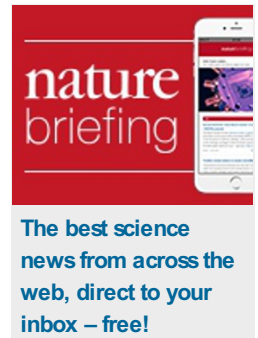 nature
briefing
The best science
news from across the
web, direct to your
inbox – free!